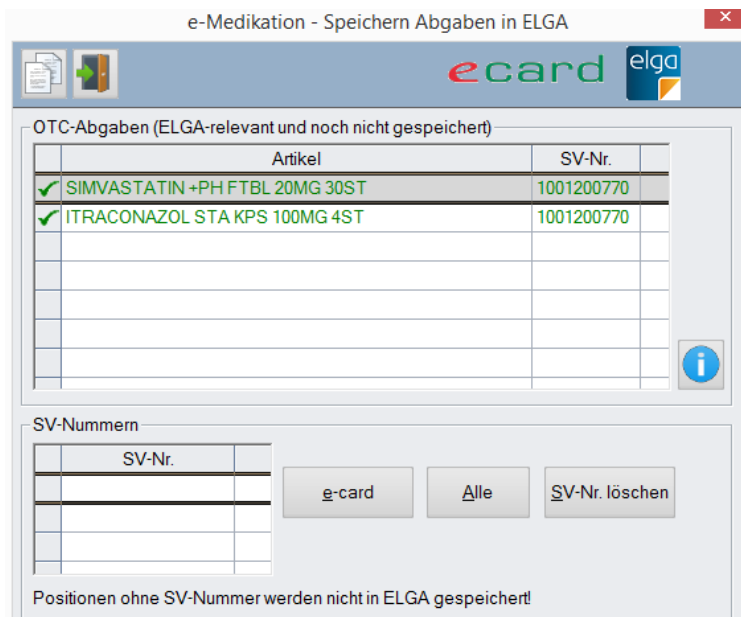 e-Medikation - Speichern Abgaben in ELGA
ecard elga
OTC-Abgaben (ELGA-relevant und noch nicht gespeichert)
Artikel SV-Nr.
SIMVASTATIN +PH FTBL 20MG 30ST 1001200770
ITRACONAZOL STA KPS 100MG 4ST 1001200770
SV-Nummern
SV-Nr.
e-card Alle SV-Nr. löschen
Positionen ohne SV-Nummer werden nicht in ELGA gespeichert!